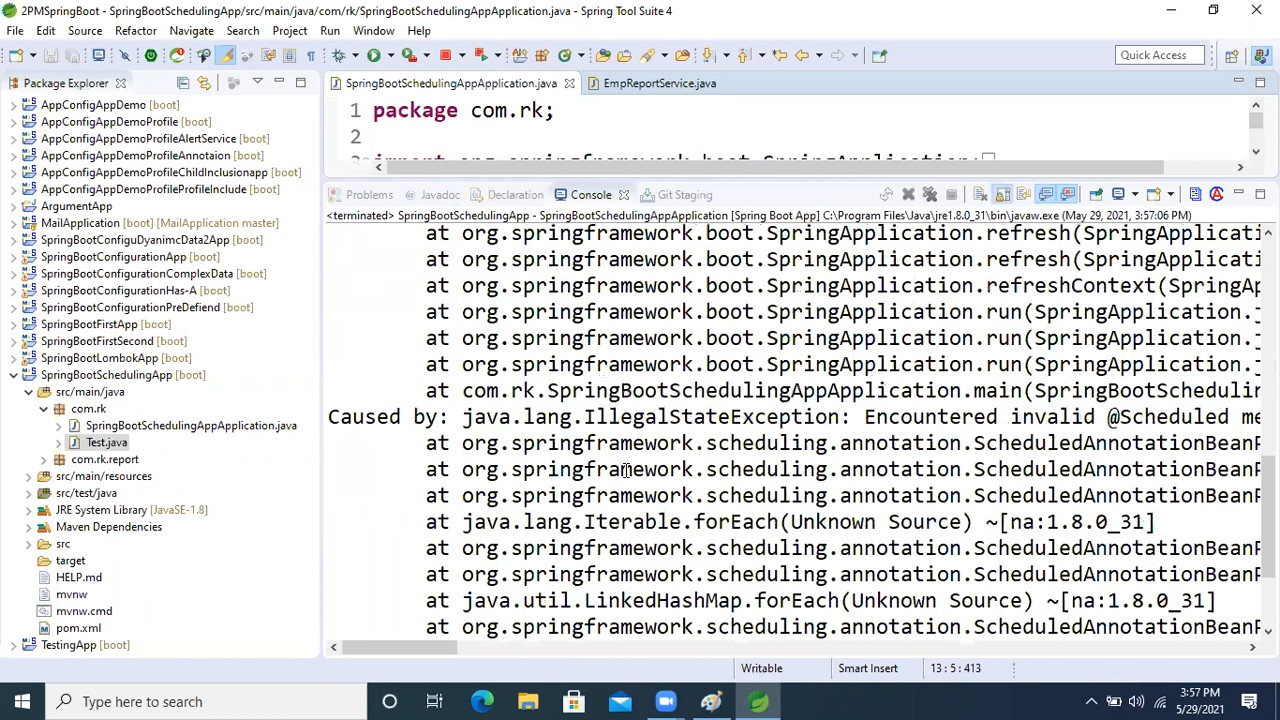 2PMSpringBoot - SpringBootSchedulingApp/src/main/java/com/rk/SpringBootSchedulingAppApplication.java - Spring Tool Suite 4
File Edit Source Refactor Navigate Search Project Run Window Help
Quick Access
Package Explorer
AppConfigAppDemo [boot]
AppConfigAppDemoProfile [boot]
AppConfigAppDemoProfileAlertService [boot]
AppConfigAppDemoProfileAnnotaion [boot]
AppConfigAppDemoProfileChildInclusionapp [boot]
AppConfigAppDemoProfileProfileInclude [boot]
ArgumentApp
MailApplication [boot] [MailApplication master]
SpringBootConfiguDyanimcData2App [boot]
SpringBootConfigurationApp [boot]
SpringBootConfigurationComplexData [boot]
SpringBootConfigurationHas-A [boot]
SpringBootConfigurationPreDefiend [boot]
SpringBootFirstApp [boot]
SpringBootFirstSecond [boot]
SpringBootLombokApp [boot]
SpringBootSchedulingApp [boot]
src/main/java
com.rk
SpringBootSchedulingAppApplication.java
Test.java
com.rk.report
src/main/resources
src/test/java
JRE System Library [JavaSE-1.8]
Maven Dependencies
src
target
HELP.md
mvnw
mvnw.cmd
pom.xml
TestingApp [boot]
SpringBootSchedulingAppApplication.java EmpReportService.java
1 package com.rk;
2
import org.springframework.boot.SpringApplication;
Problems Javadoc Declaration Console Git Staging
<terminated> SpringBootSchedulingApp - SpringBootSchedulingAppApplication [Spring Boot App] C:\Program Files\Java\jre1.8.0_31\bin\javaw.exe (May 29, 2021, 3:57:06 PM)
at org.springframework.boot.SpringApplication.refresh(SpringApplicati
at org.springframework.boot.SpringApplication.refresh(SpringApplicati
at org.springframework.boot.SpringApplication.refreshContext(SpringAp
at org.springframework.boot.SpringApplication.run(SpringApplication.j
at org.springframework.boot.SpringApplication.run(SpringApplication.j
at org.springframework.boot.SpringApplication.run(SpringApplication.j
at com.rk.SpringBootSchedulingAppApplication.main(SpringBootSchedulin
Caused by: java.lang.IllegalStateException: Encountered invalid @Scheduled me
at org.springframework.scheduling.annotation.ScheduledAnnotationBeanP
at org.springframework.scheduling.annotation.ScheduledAnnotationBeanP
at org.springframework.scheduling.annotation.ScheduledAnnotationBeanP
at java.lang.Iterable.forEach(Unknown Source) ~[na:1.8.0_31]
at org.springframework.scheduling.annotation.ScheduledAnnotationBeanP
at org.springframework.scheduling.annotation.ScheduledAnnotationBeanP
at java.util.LinkedHashMap.forEach(Unknown Source) ~[na:1.8.0_31]
at org.springframework.scheduling.annotation.ScheduledAnnotationBeanP
Writable Smart Insert 13 : 5 : 413
Type here to search
3:57 PM
5/29/2021